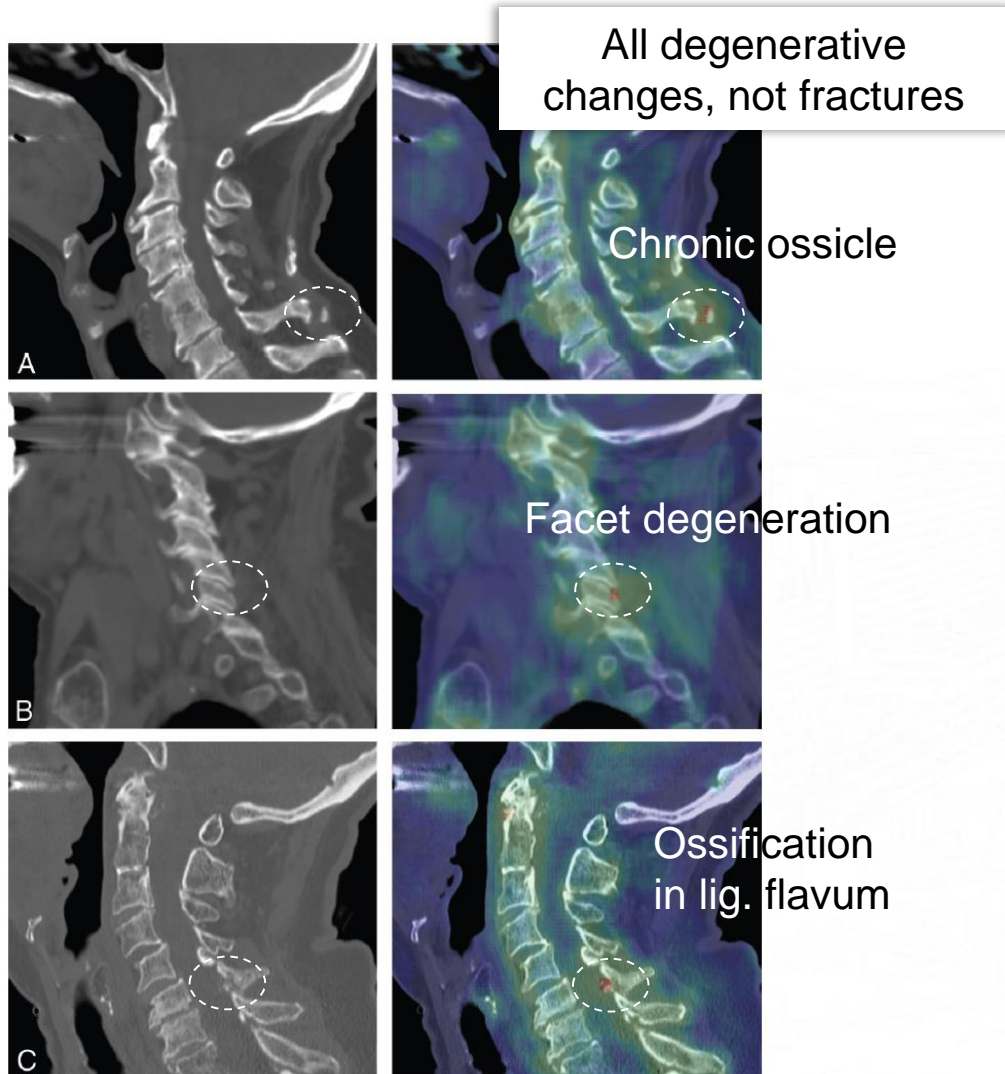 All degenerative
changes, not fractures
Chronic ossicle
A
Facet degeneration
B
Ossification
in lig. flavum
C